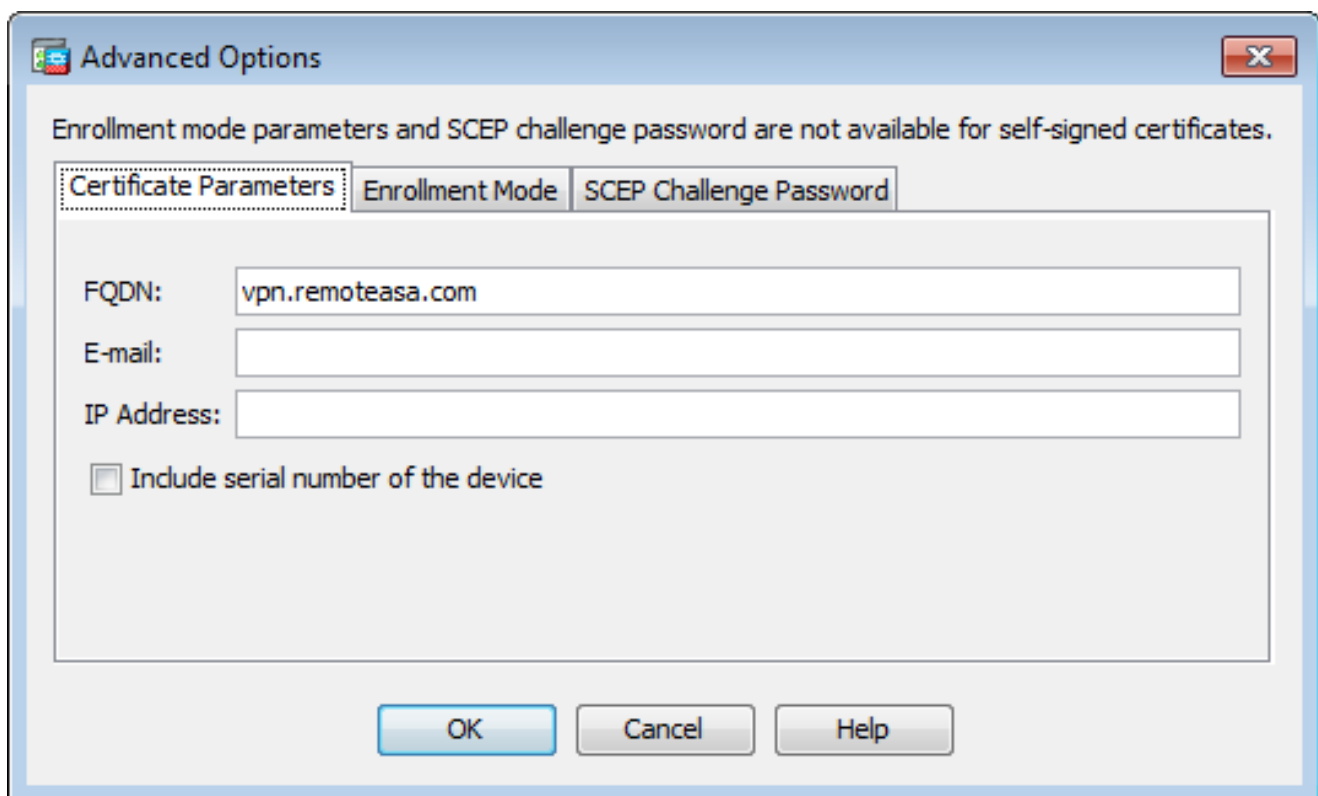 Advanced Options
Enrollment mode parameters and SCEP challenge password are not available for self-signed certificates.
Certificate Parameters Enrollment Mode SCEP Challenge Password
FQDN: vpn.remoteasa.com
E-mail:
IP Address:
Include serial number of the device
OK Cancel Help